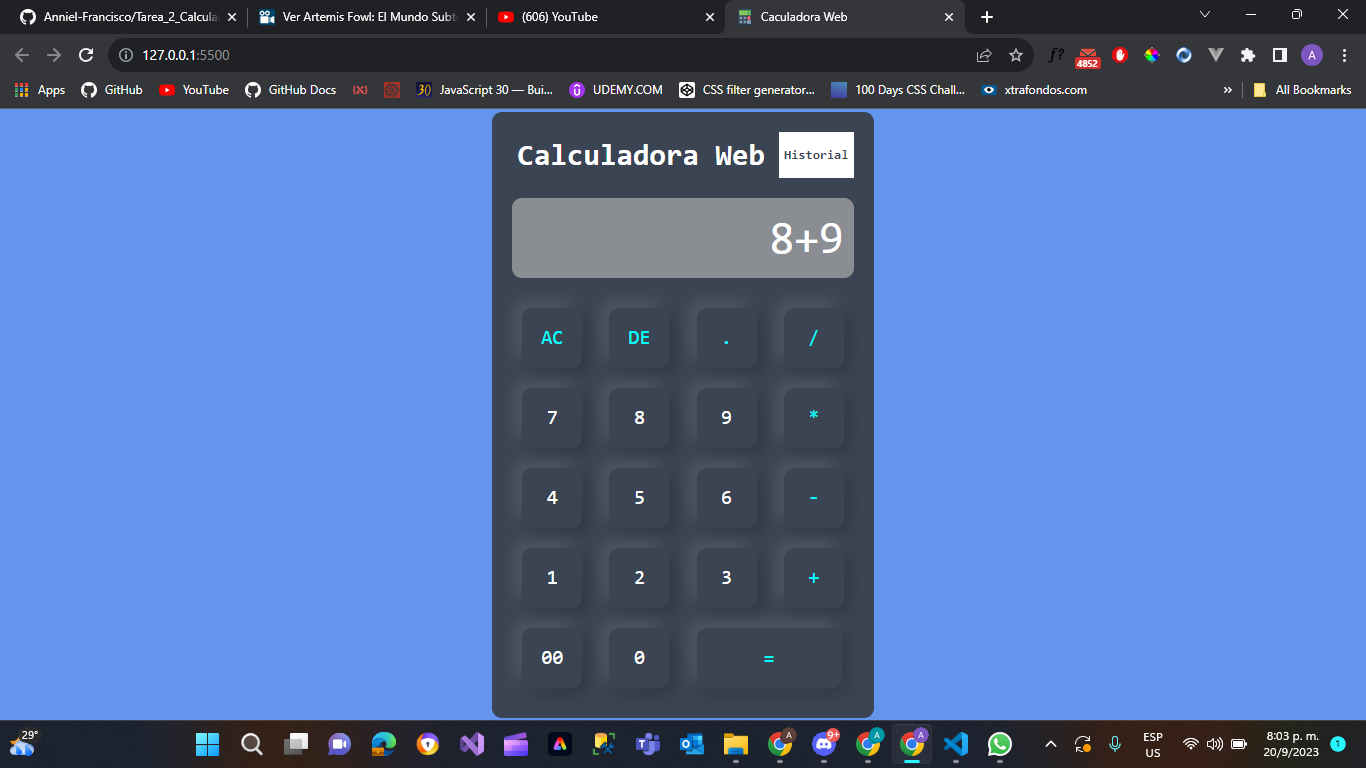 Anniel-Francisco/Tarea_2_Calcula
Ver Artemis Fowl: El Mundo Subt
(606) YouTube
Caculadora Web
127.0.0.1:5500
4852
A
Apps
GitHub
YouTube
GitHub Docs
JavaScript 30 — Bui...
UDEMY.COM
CSS filter generator...
100 Days CSS Chall...
xtrafondos.com
»
All Bookmarks
Calculadora Web
Historial
8+9
AC DE . /
7 8 9 *
4 5 6 -
1 2 3 +
00 0 =
29°
9+
ESP
US
8:03 p. m.
20/9/2023
1